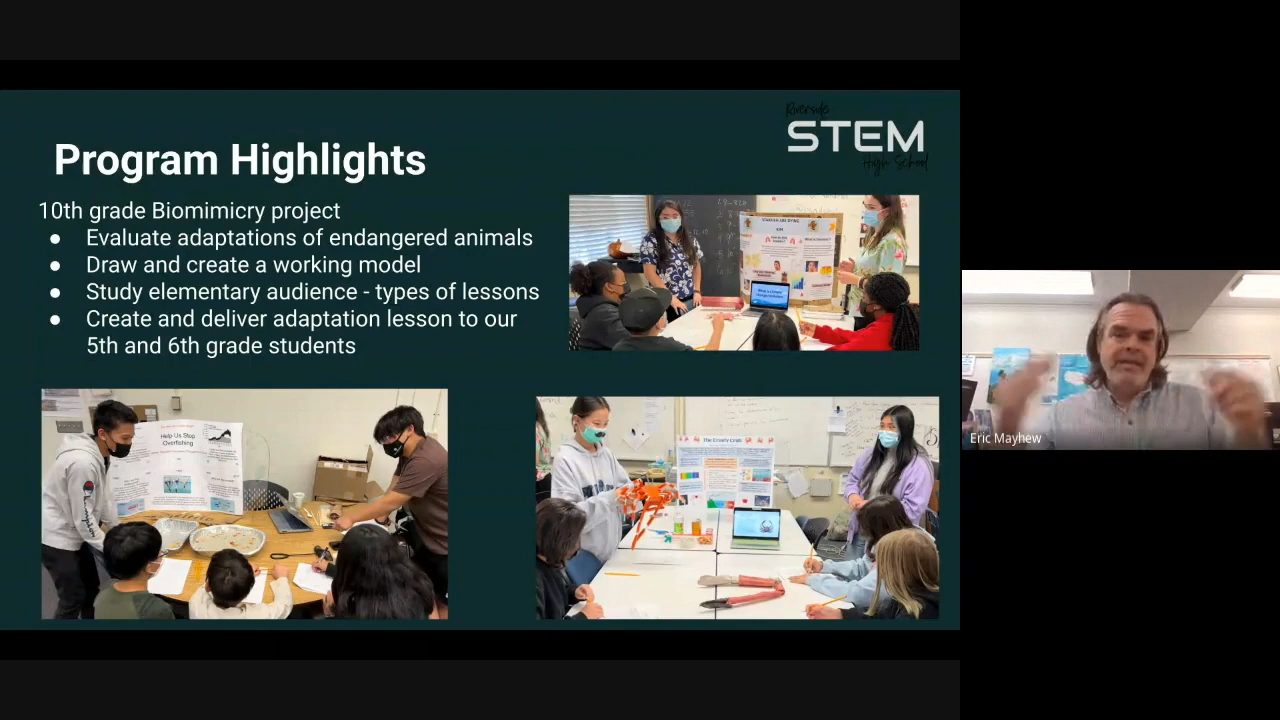 Riverside
STEM
High School
Program Highlights
10th grade Biomimicry project
● Evaluate adaptations of endangered animals
● Draw and create a working model
● Study elementary audience - types of lessons
● Create and deliver adaptation lesson to our
5th and 6th grade students
Help Us Stop
Overfishing
Eric Mayhew